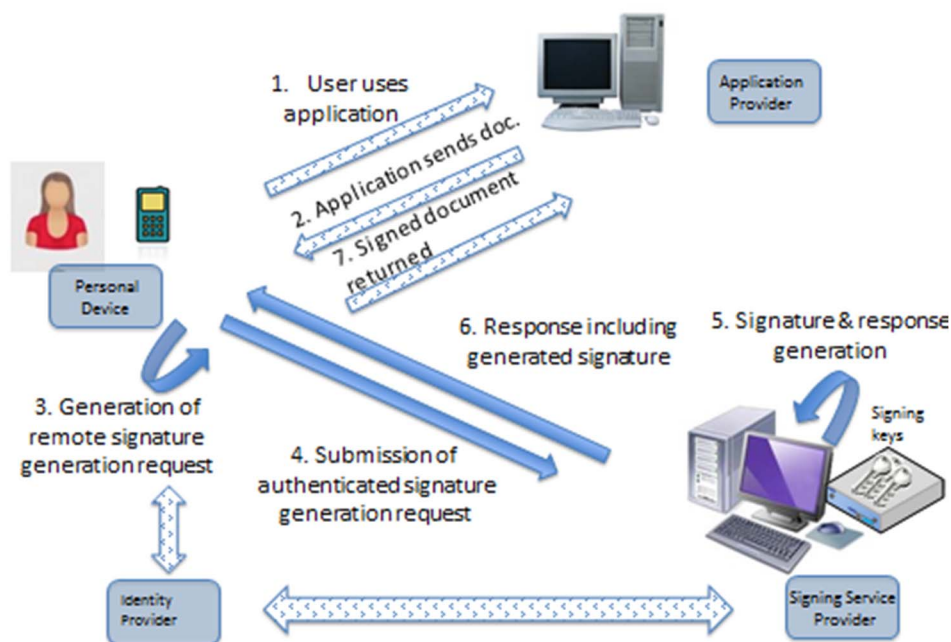 1. User uses
application
Application
Provider
2. Application sends doc.
7. Signed document
returned
Personal
Device
6. Response including
generated signature
5. Signature & response
generation
3. Generation of
remote signature
generation request
Signing
keys
4. Submission of
authenticated signature
generation request
Identity
Provider
Signing Service
Provider